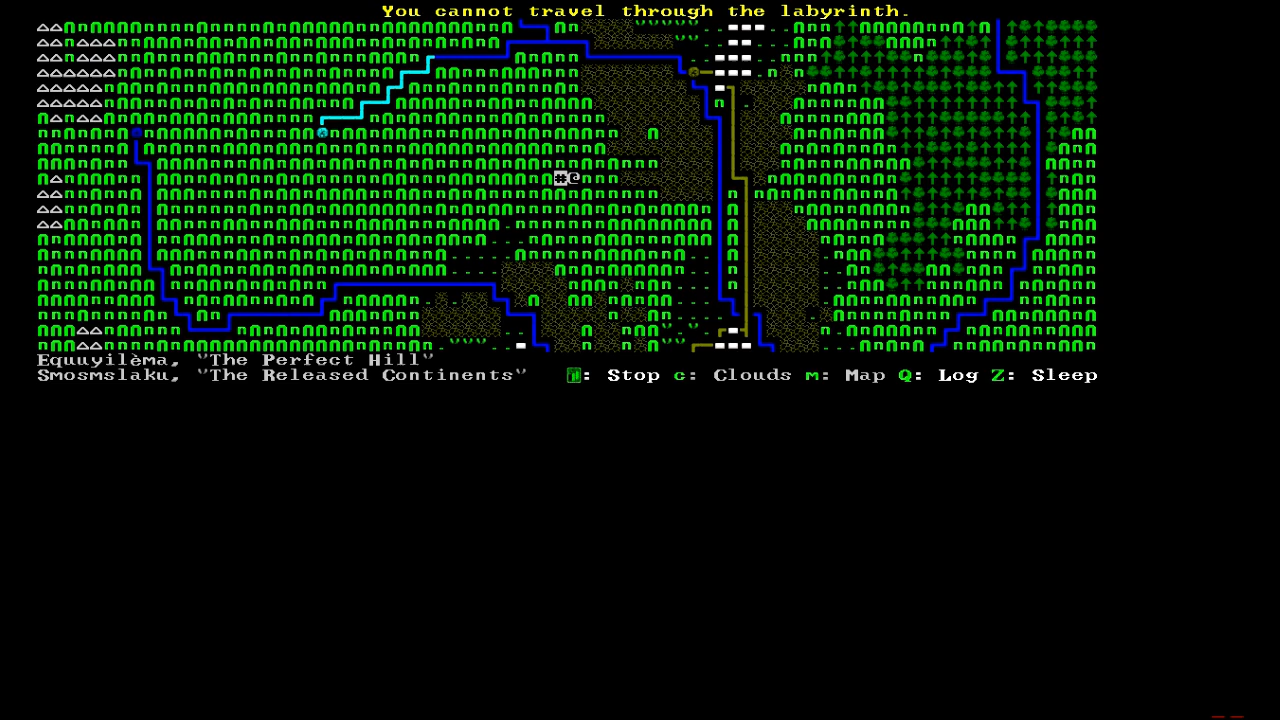 You cannot travel through the labyrinth.
Equuyilèma, "The Perfect Hill"
Smosmslaku, "The Released Continents" : Stop c: Clouds m: Map Q: Log Z: Sleep